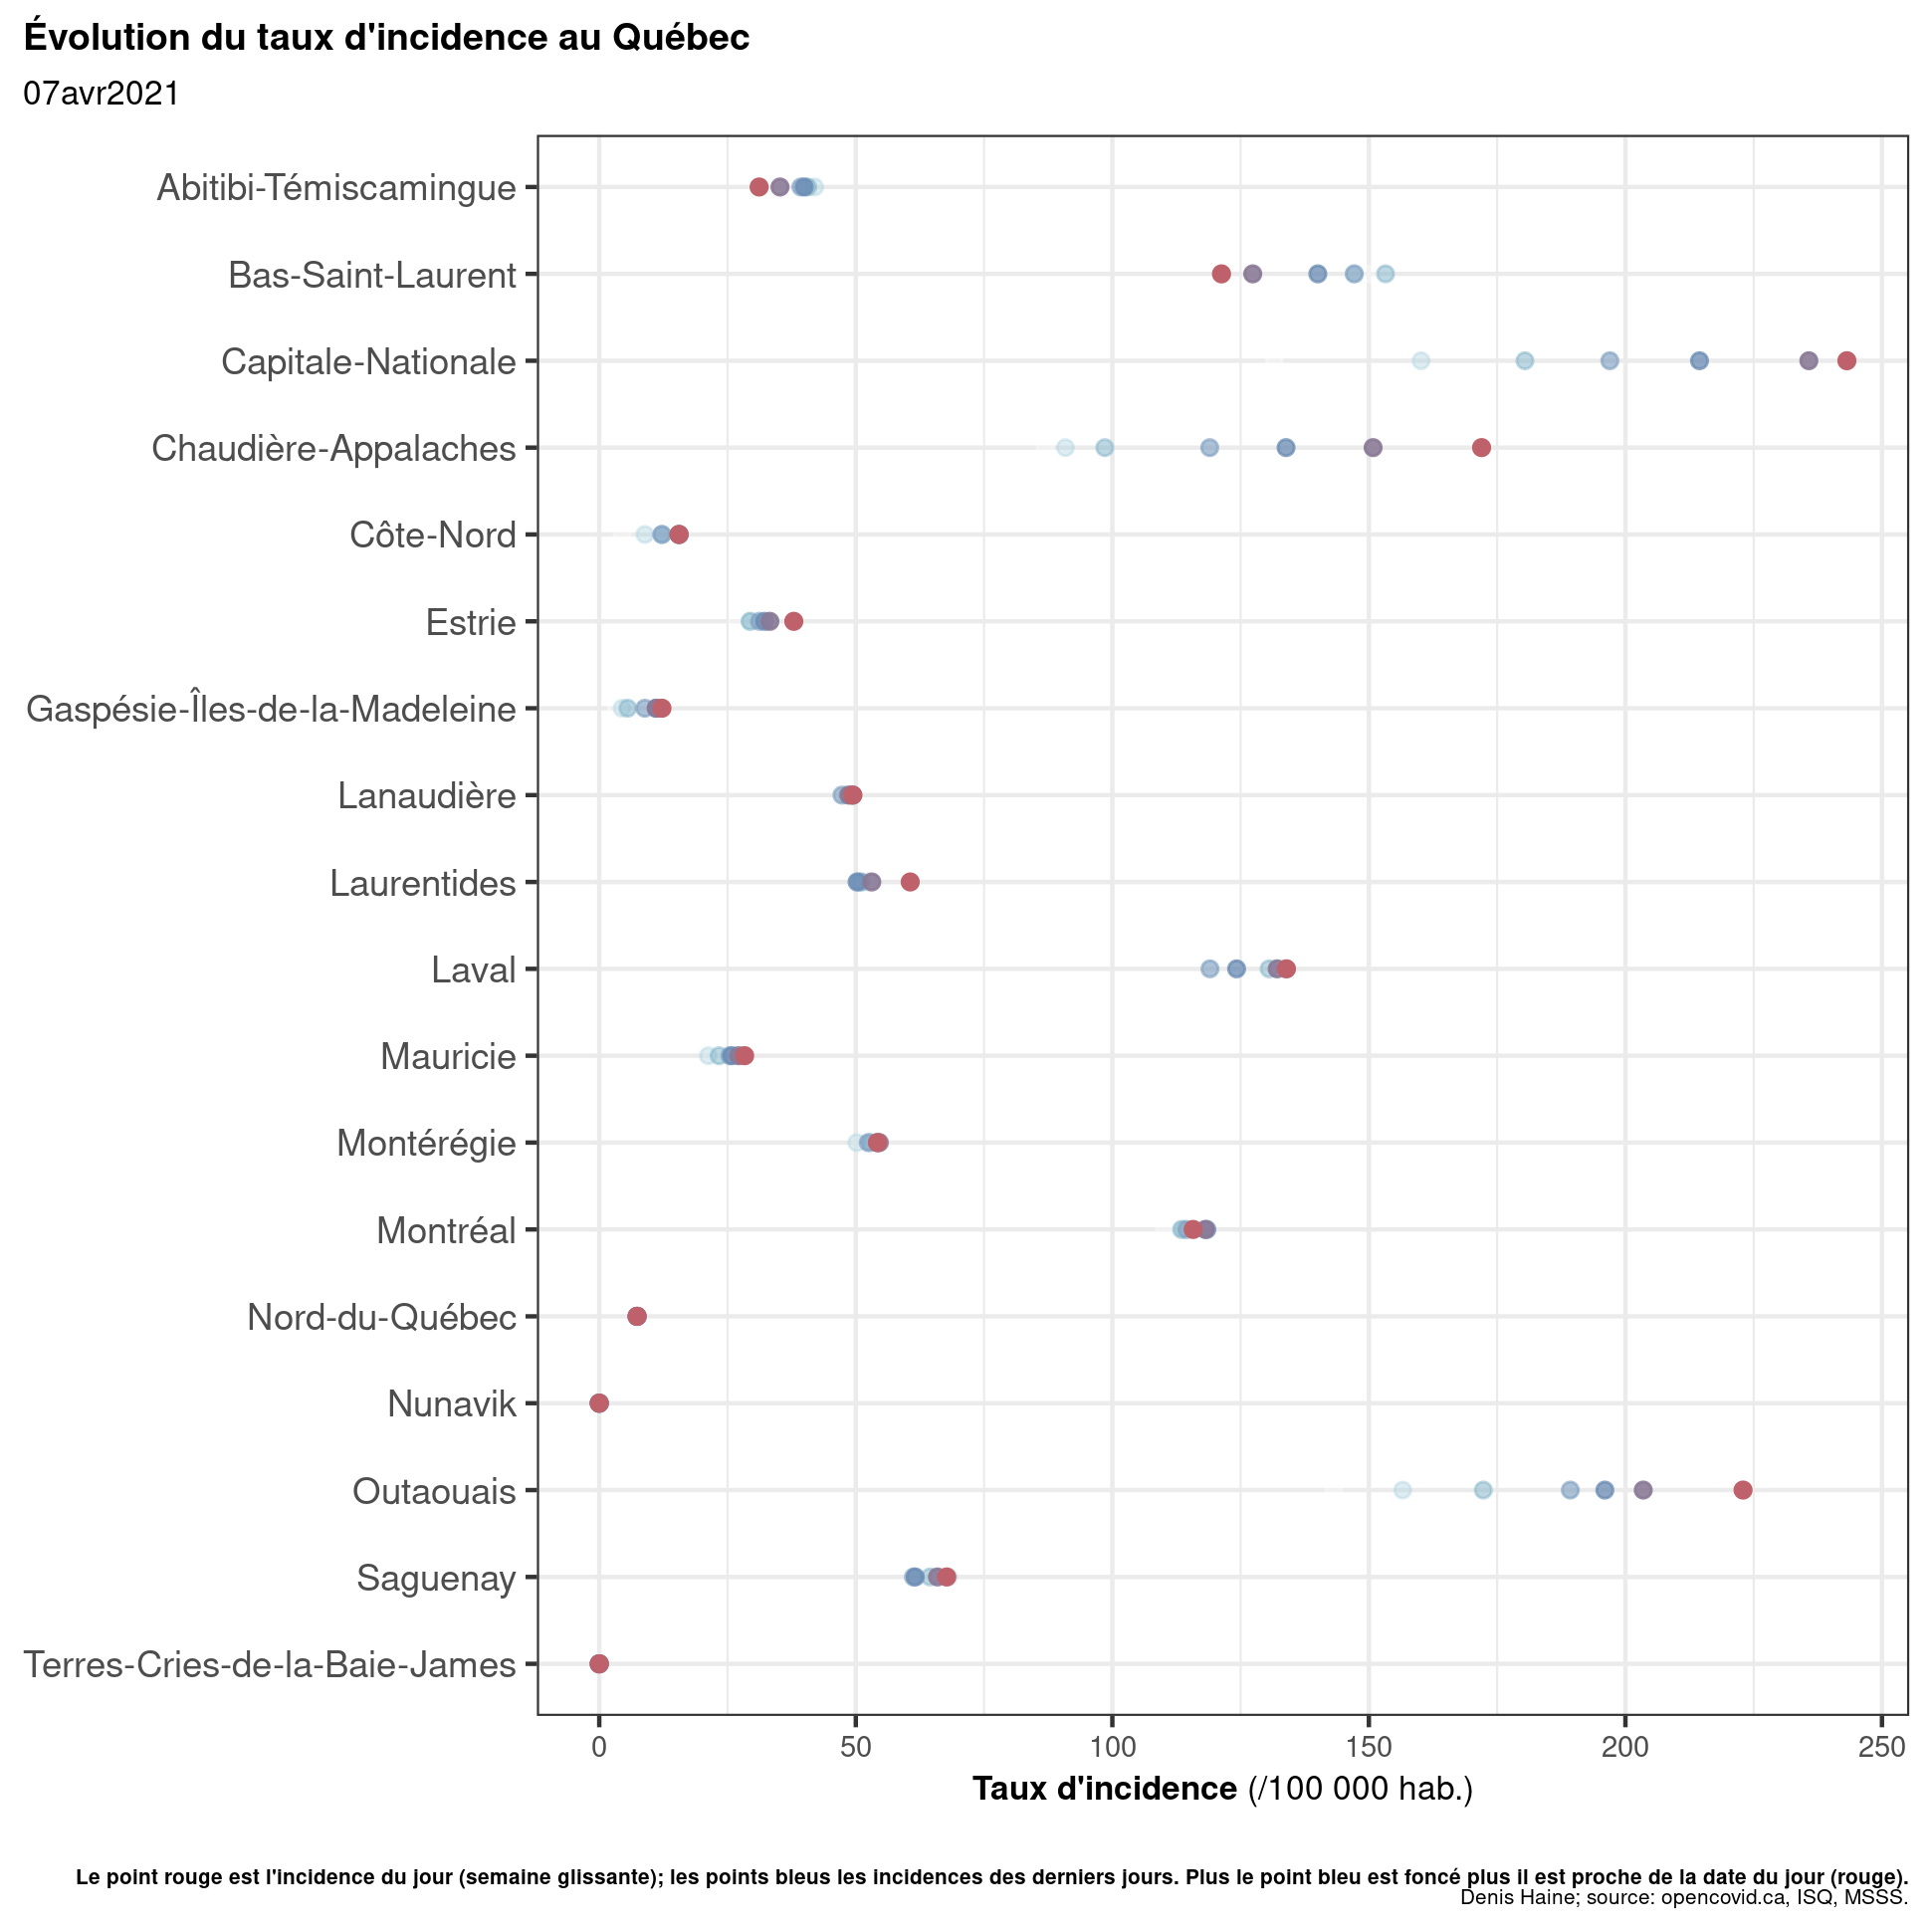 Évolution du taux d'incidence au Québec
07avr2021
Abitibi-Témiscamingue
Bas-Saint-Laurent
Capitale-Nationale
Chaudière-Appalaches
Côte-Nord
Estrie
Gaspésie-Îles-de-la-Madeleine
Lanaudière
Laurentides
Laval
Mauricie
Montérégie
Montréal
Nord-du-Québec
Nunavik
Outaouais
Saguenay
Terres-Cries-de-la-Baie-James
0 50 100 150 200 250
Taux d'incidence (/100 000 hab.)
Le point rouge est l'incidence du jour (semaine glissante); les points bleus les incidences des derniers jours. Plus le point bleu est foncé plus il est proche de la date du jour (rouge).
Denis Haine; source: opencovid.ca, ISQ, MSSS.